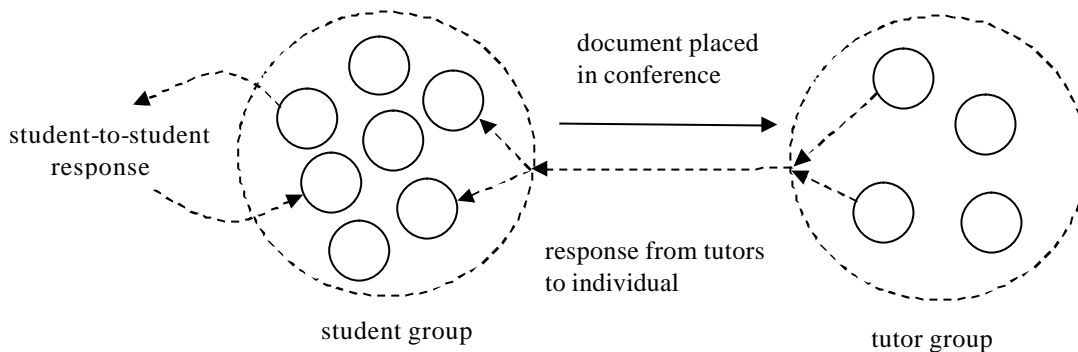 document placed
in conference
student-to-student
response
response from tutors
to individual
student group
tutor group